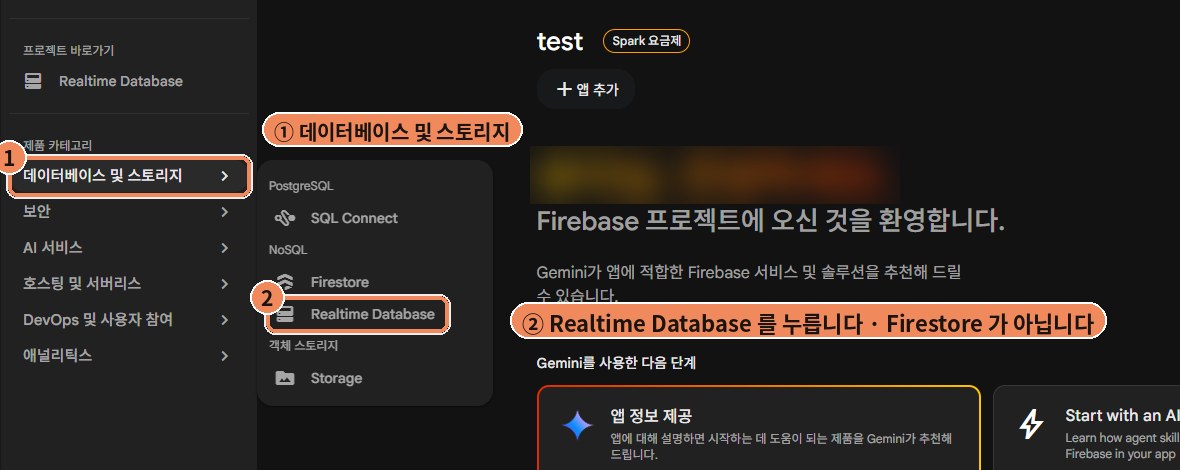 프로젝트 바로가기
Realtime Database
제품 카테고리
1
데이터베이스 및 스토리지
보안
AI 서비스
호스팅 및 서버리스
DevOps 및 사용자 참여
애널리틱스
① 데이터베이스 및 스토리지
PostgreSQL
SQL Connect
NoSQL
Firestore
2
Realtime Database
객체 스토리지
Storage
test
Spark 요금제
+ 앱 추가
Firebase 프로젝트에 오신 것을 환영합니다.
Gemini가 앱에 적합한 Firebase 서비스 및 솔루션을 추천해 드릴
수 있습니다.
② Realtime Database 를 누릅니다 · Firestore 가 아닙니다
Gemini를 사용한 다음 단계
앱 정보 제공
앱에 대해 설명하면 시작하는 데 도움이 되는 제품을 Gemini가 추천해
드립니다.
Start with an AI
Learn how agent skill
Firebase in your app